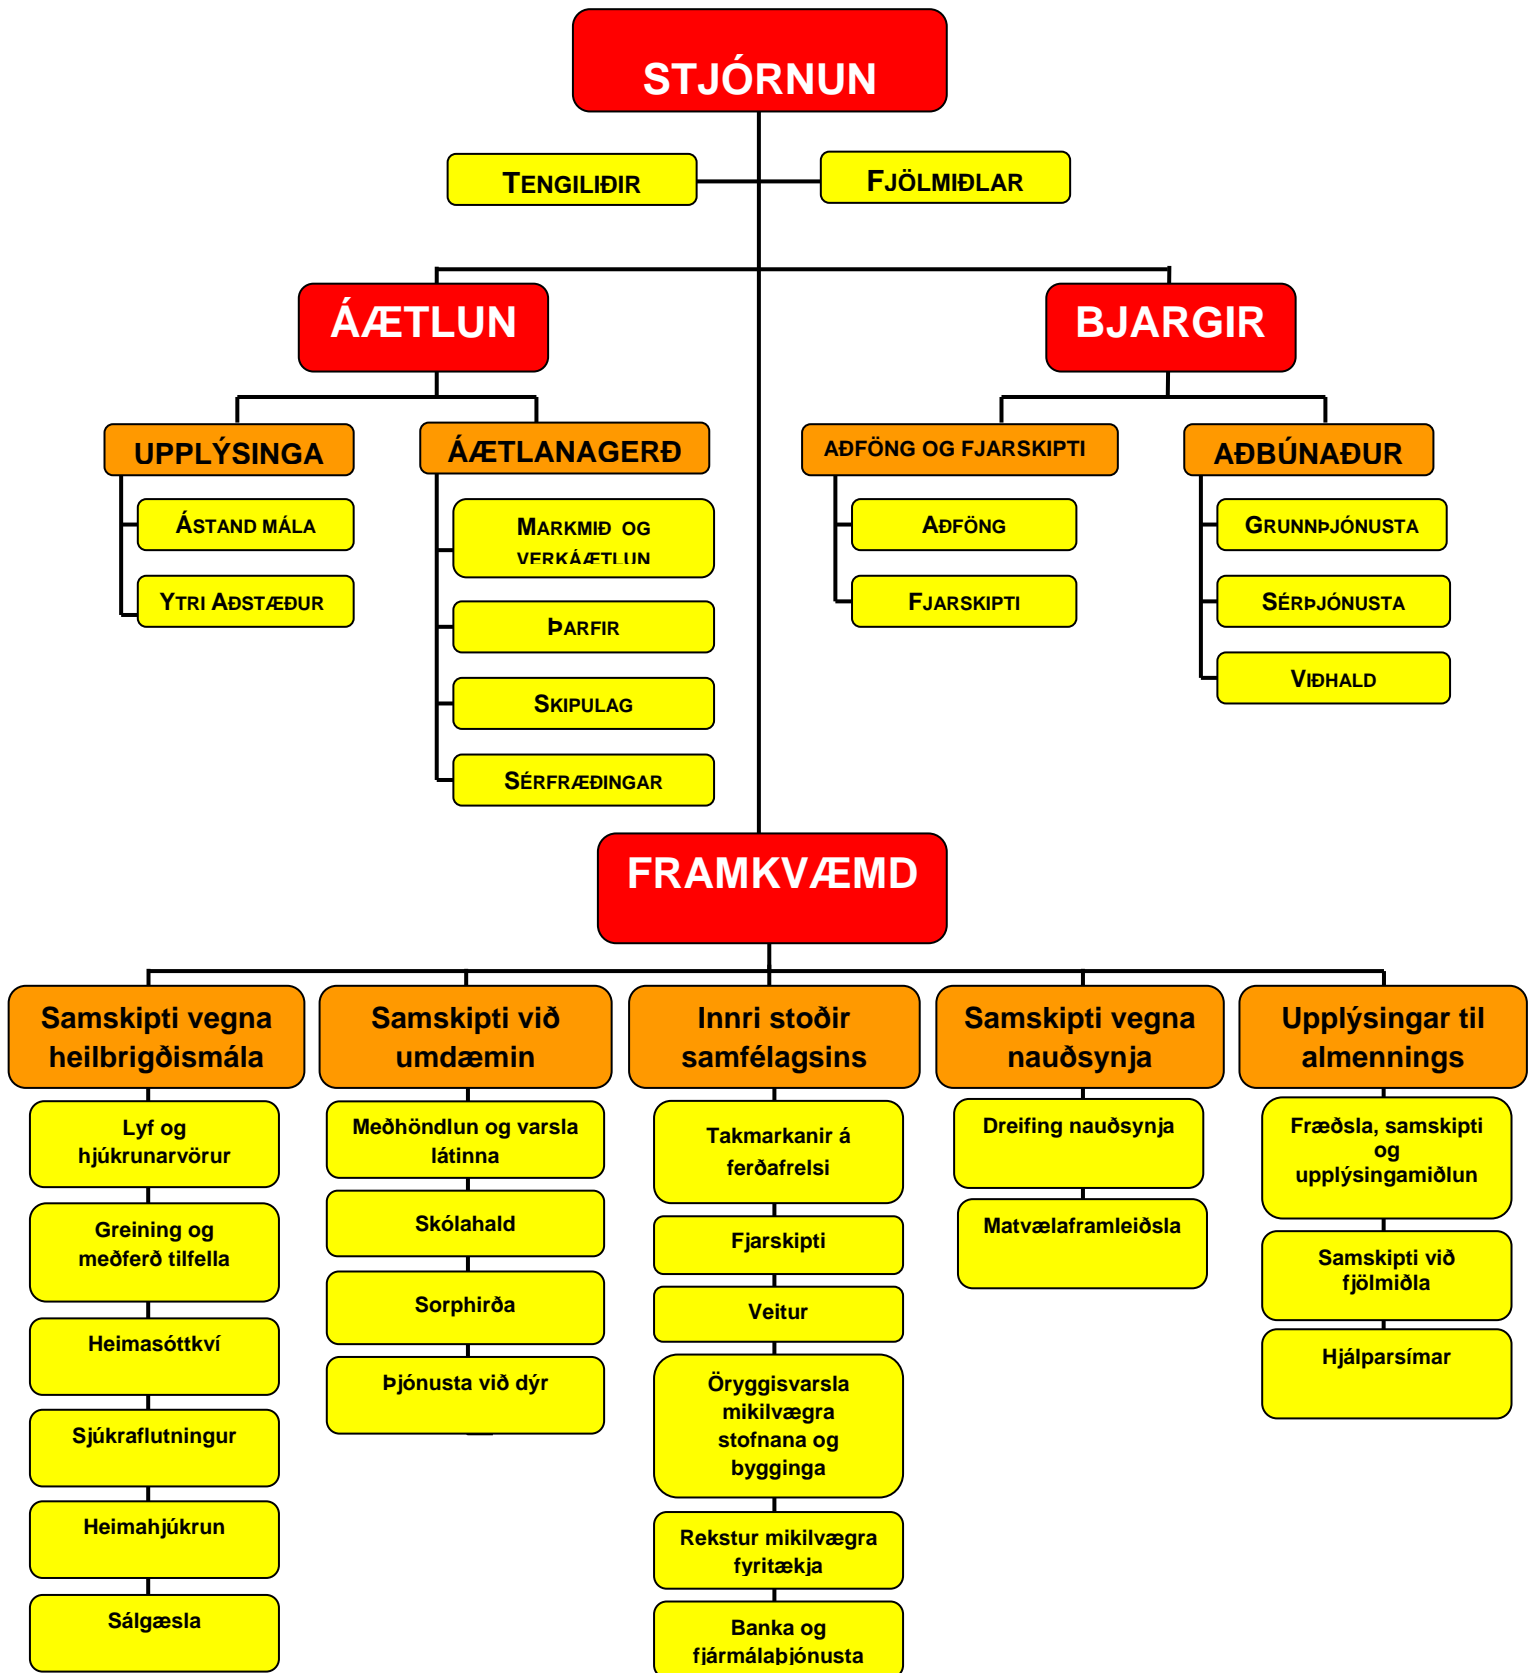 STJÓRNUN
TENGILIÐIR
FJÖLMIÐLAR
ÁÆTLUN
BJARGIR
UPPLÝSINGA
ÁSTAND MÁLA
YTRI AÐSTÆÐUR
ÁÆTLANAGERÐ
MARKMIÐ OG
VERKÁÆTLUN
ÞARFIR
SKIPULAG
SÉRFRÆÐINGAR
AÐFÖNG OG FJARSKIPTI
AÐFÖNG
FJARSKIPTI
AÐBÚNAÐUR
GRUNNÞJÓNUSTA
SÉRÞJÓNUSTA
VIÐHALD
FRAMKVÆMD
Samskipti vegna
heilbrigðismála
Lyf og
hjúkrunarvörur
Greining og
meðferð tilfella
Heimasóttkví
Sjúkraflutningur
Heimahjúkrun
Sálgæsla
Samskipti við
umdæmin
Meðhöndlun og varsla
látinna
Skólahald
Sorphirða
Þjónusta við dýr
Innri stoðir
samfélagsins
Takmarkanir á
ferðafrelsi
Fjarskipti
Veitur
Öryggisvarsla
mikilvægra
stofnana og
bygginga
Rekstur mikilvægra
fyritækja
Banka og
fjármálaþjónusta
Samskipti vegna
nauðsynja
Dreifing nauðsynja
Matvælaframleiðsla
Upplýsingar til
almennings
Fræðsla, samskipti
og
upplýsingamiðlun
Samskipti við
fjölmiðla
Hjálparsímar